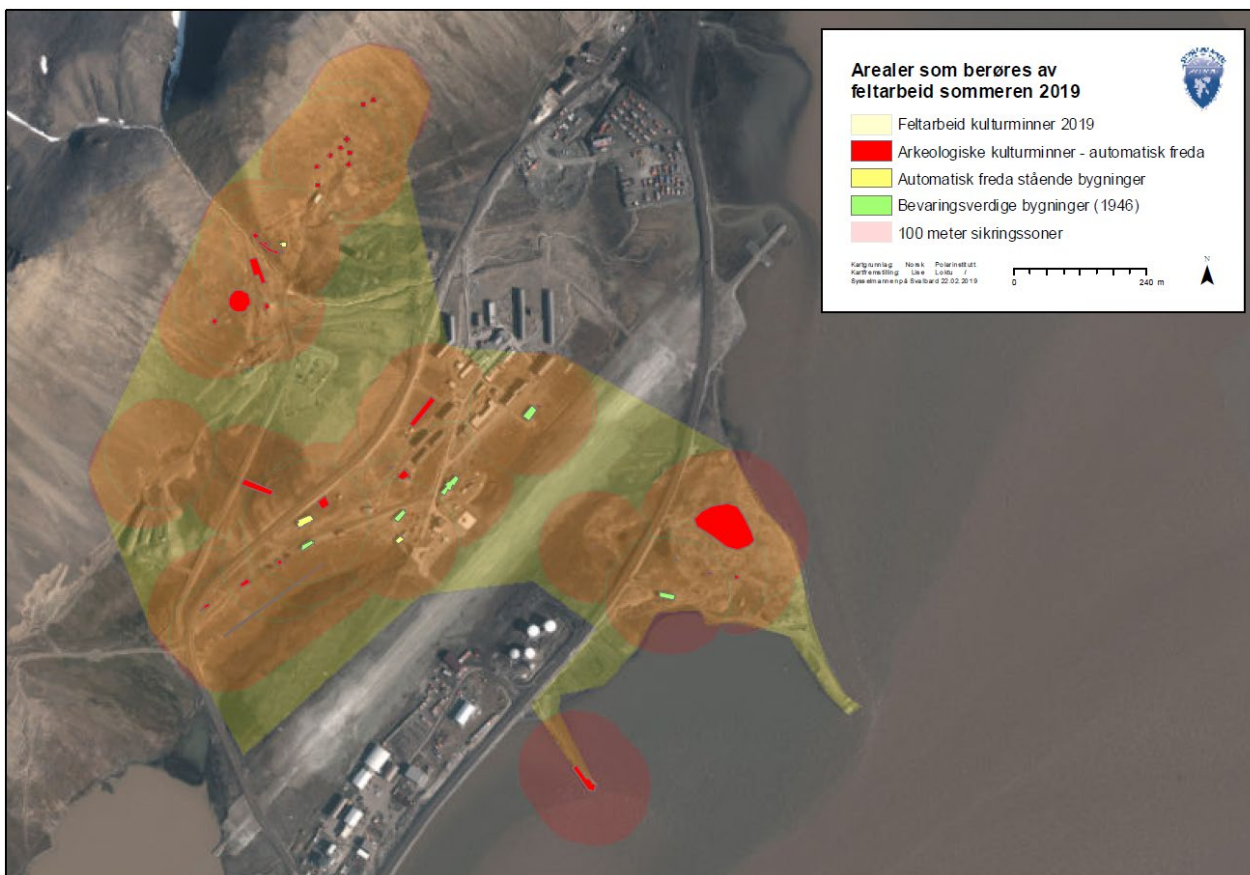 Arealer som berøres av
feltarbeid sommeren 2019
Feltarbeid kulturminner 2019
Arkeologiske kulturminner - automatisk freda
Automatisk freda stående bygninger
Bevaringsverdige bygninger (1946)
100 meter sikringssoner
Kartgrunnlag: Norsk Polarinstitutt
Kartfremstilling: Lise Loktu /
Sysselmannen på Svalbard 22.02.2019
0 240 m
N